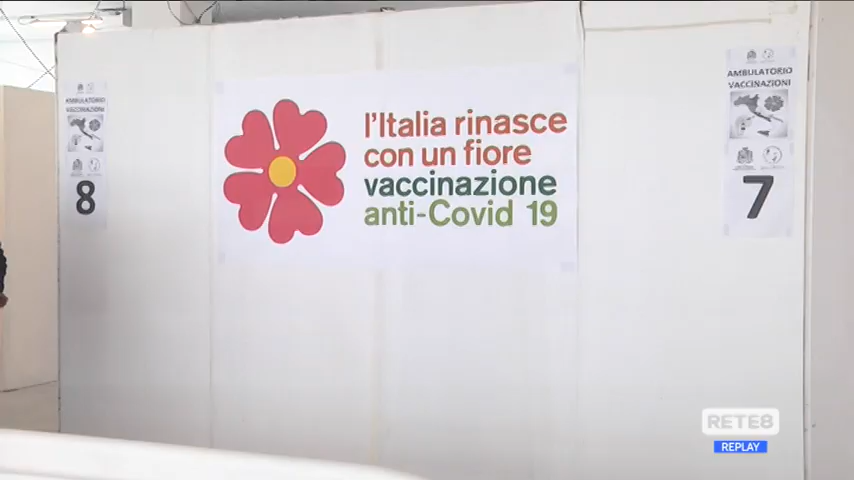 AMBULATORIO
VACCINAZIONI
8
l'Italia rinasce
con un fiore
vaccinazione
anti-Covid 19
AMBULATORIO
VACCINAZIONI
7
RETE8
REPLAY